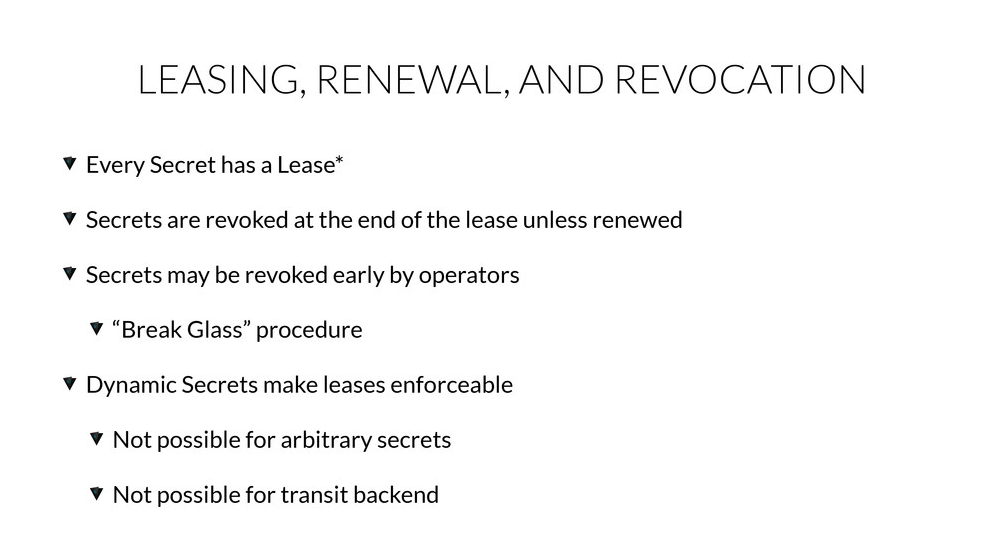 LEASING, RENEWAL, AND REVOCATION
Every Secret has a Lease*
Secrets are revoked at the end of the lease unless renewed
Secrets may be revoked early by operators
“Break Glass” procedure
Dynamic Secrets make leases enforceable
Not possible for arbitrary secrets
Not possible for transit backend